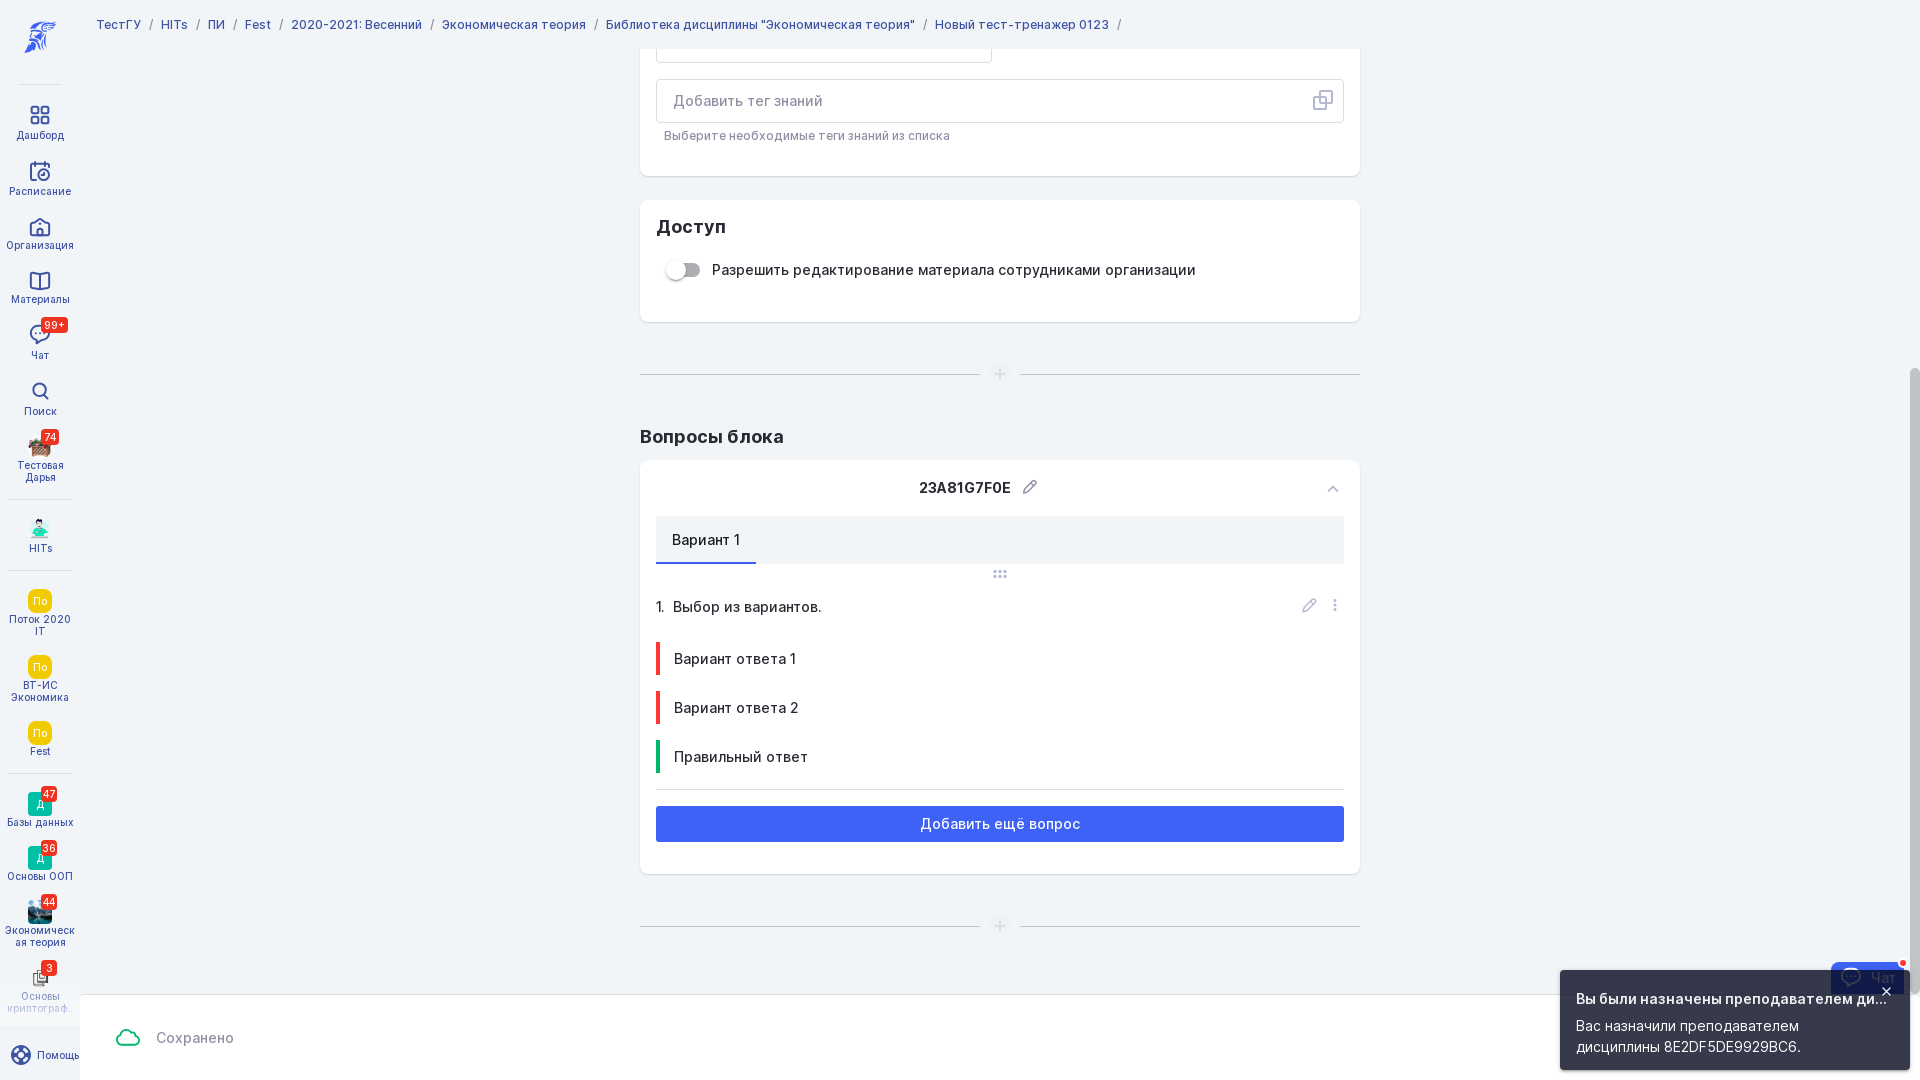 ТестГУ / HITs / ПИ / Fest / 2020-2021: Весенний / Экономическая теория / Библиотека дисциплины "Экономическая теория" / Новый тест-тренажер 0123 /
Дашборд
Расписание
Организация
Материалы
99+
Чат
Поиск
74
Тестовая
Дарья
HITs
По
Поток 2020
IT
По
ВТ-ИС
Экономика
По
Fest
47
Д
Базы данных
36
Д
Основы ООП
44
Экономическ
ая теория
3
Основы
криптограф...
Помощь
Добавить тег знаний
Выберите необходимые теги знаний из списка
Доступ
Разрешить редактирование материала сотрудниками организации
Вопросы блока
23A81G7F0E
Вариант 1
1. Выбор из вариантов.
Вариант ответа 1
Вариант ответа 2
Правильный ответ
Добавить ещё вопрос
Сохранено
Чат
Вы были назначены преподавателем ди...
Вас назначили преподавателем
дисциплины 8E2DF5DE9929BC6.